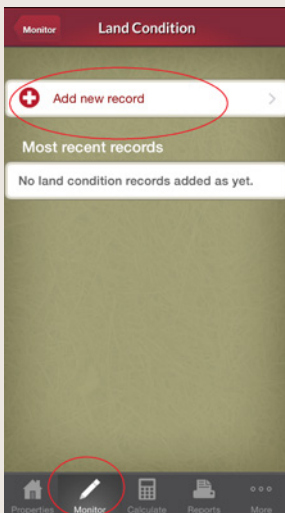 Monitor Land Condition
Add new record
Most recent records
No land condition records added as yet.
Properties Monitor Calculate Reports More